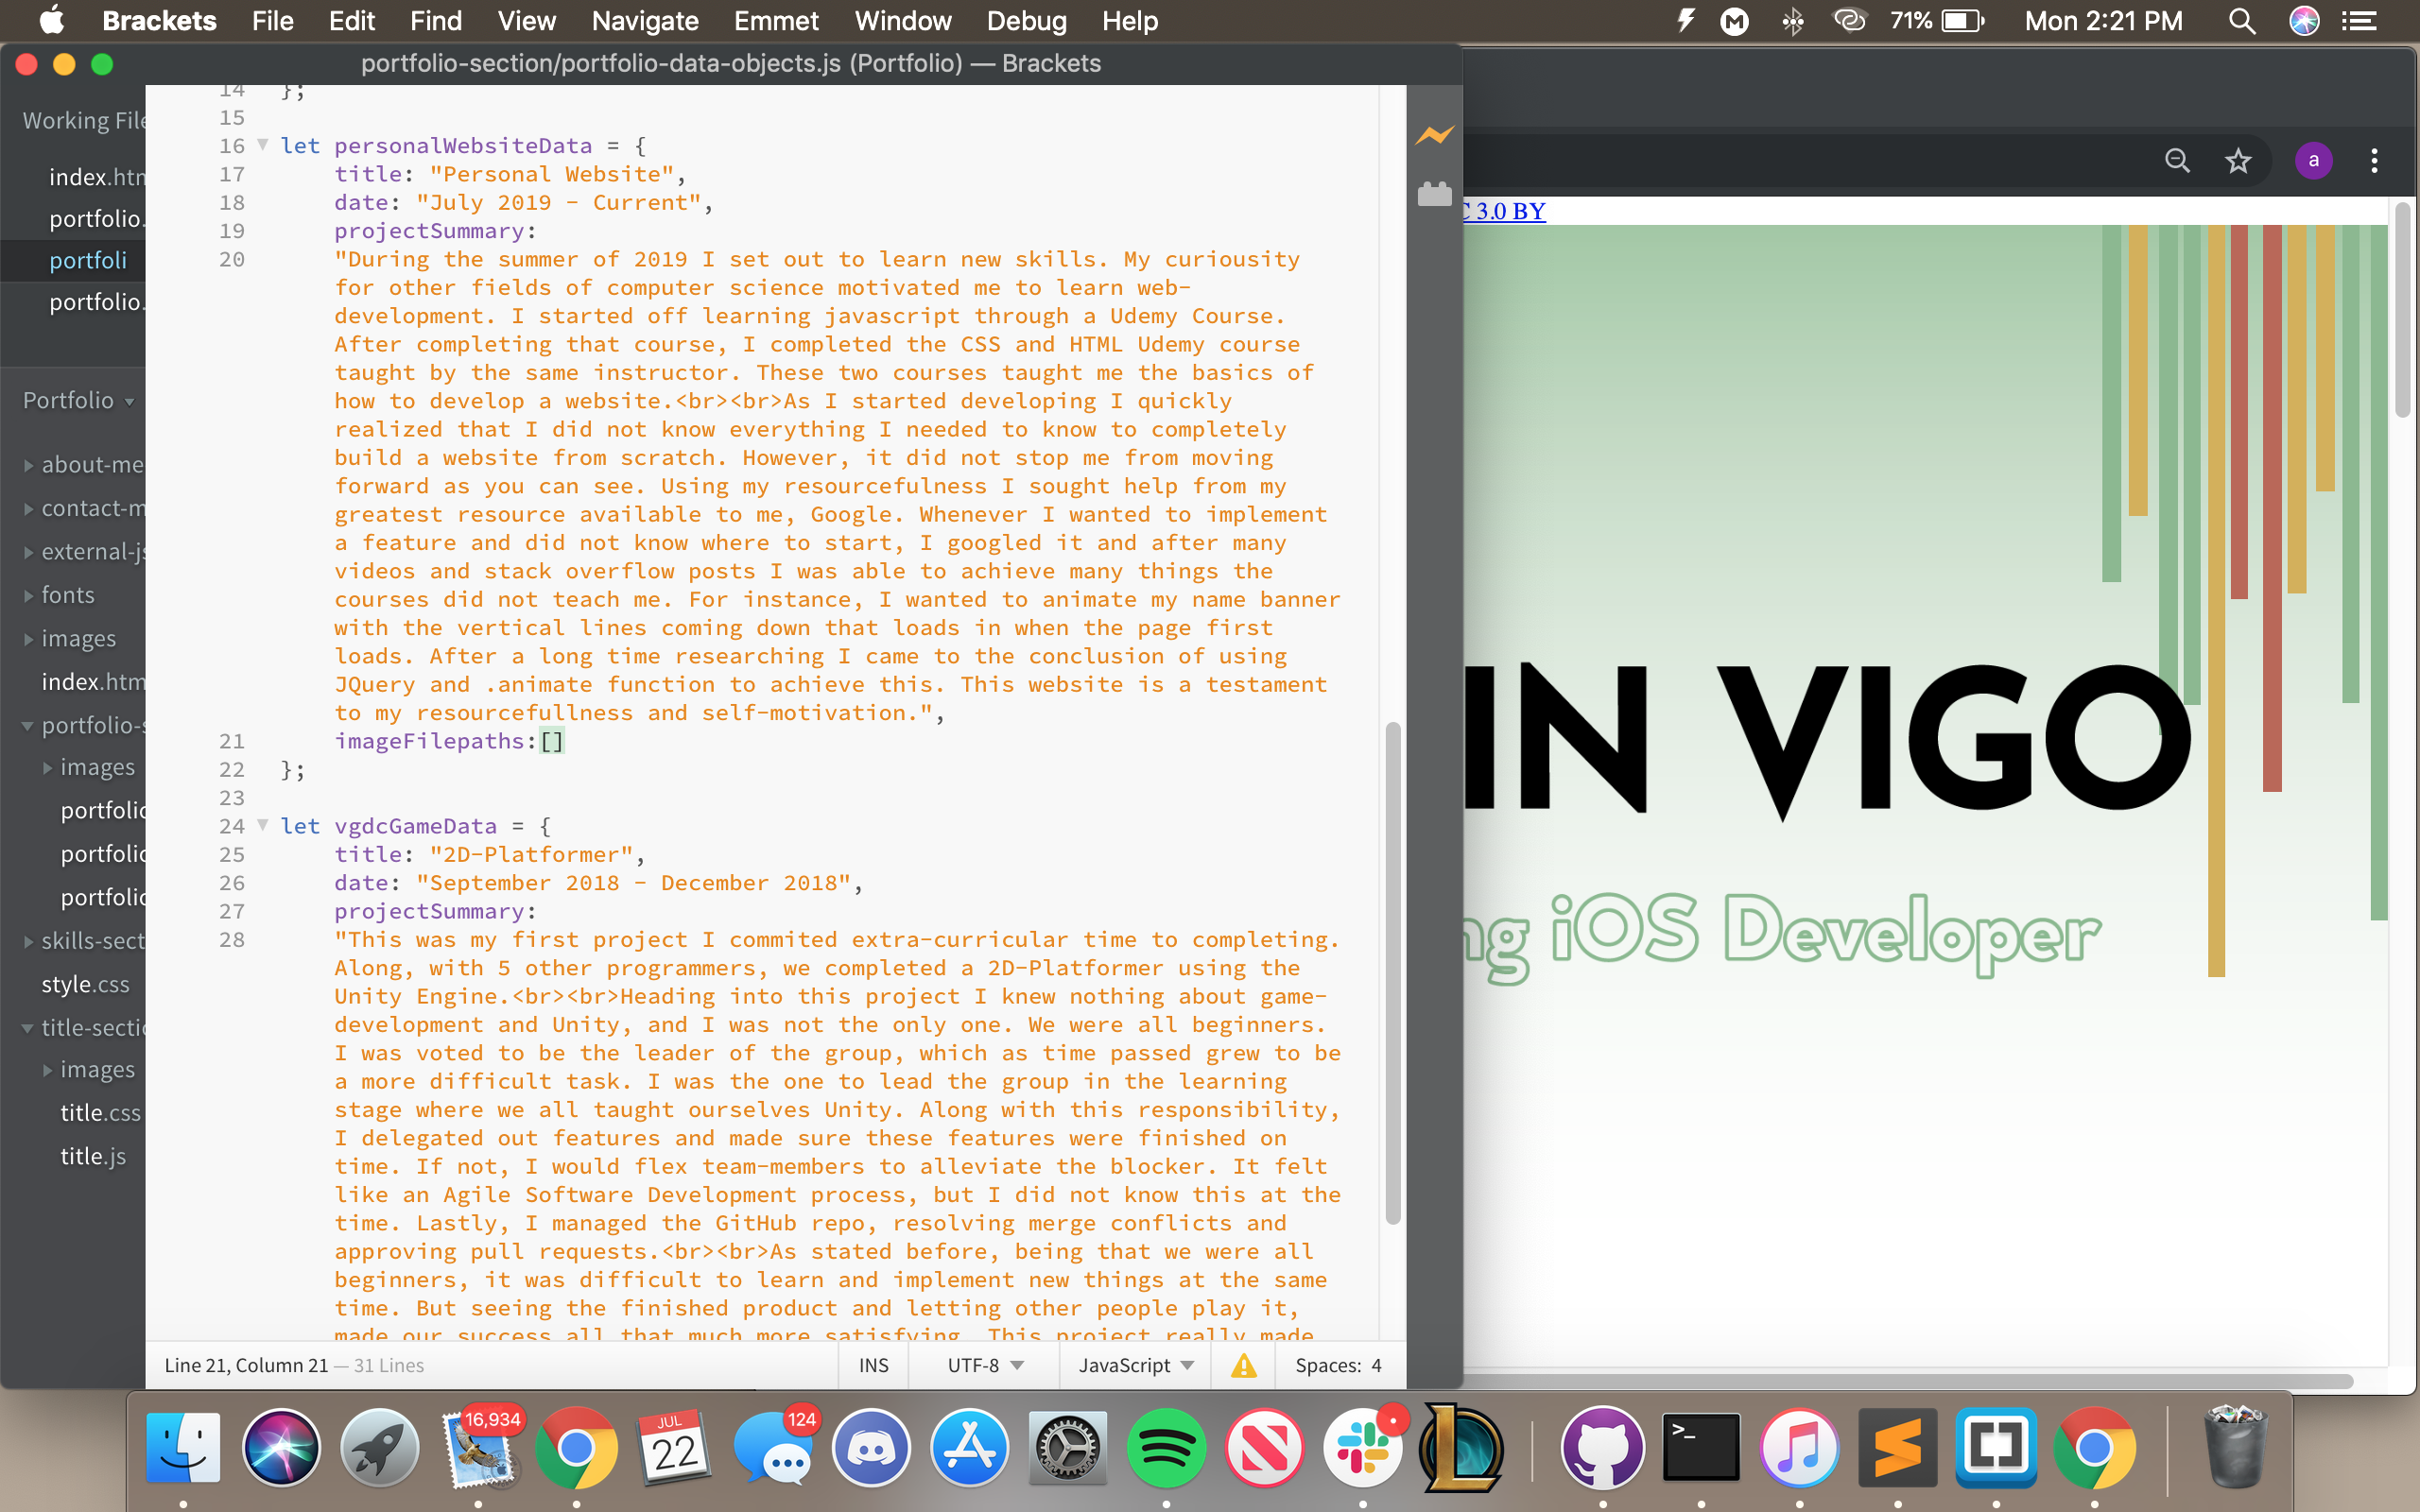 Brackets File Edit Find View Navigate Emmet Window Debug Help 71% Mon 2:21 PM
portfolio-section/portfolio-data-objects.js (Portfolio) — Brackets
Working File
index.htm
portfolio.
portfoli
portfolio.
Portfolio
about-me
contact-m
external-js
fonts
images
index.htm
portfolio-s
images
portfolio
portfolio
portfolio
skills-sect
style.css
title-sectio
images
title.css
title.js
14 };
15
16 let personalWebsiteData = {
17 title: "Personal Website",
18 date: "July 2019 - Current",
19 projectSummary:
20 "During the summer of 2019 I set out to learn new skills. My curiousity
for other fields of computer science motivated me to learn web-
development. I started off learning javascript through a Udemy Course.
After completing that course, I completed the CSS and HTML Udemy course
taught by the same instructor. These two courses taught me the basics of
how to develop a website.<br><br>As I started developing I quickly
realized that I did not know everything I needed to know to completely
build a website from scratch. However, it did not stop me from moving
forward as you can see. Using my resourcefulness I sought help from my
greatest resource available to me, Google. Whenever I wanted to implement
a feature and did not know where to start, I googled it and after many
videos and stack overflow posts I was able to achieve many things the
courses did not teach me. For instance, I wanted to animate my name banner
with the vertical lines coming down that loads in when the page first
loads. After a long time researching I came to the conclusion of using
JQuery and .animate function to achieve this. This website is a testament
to my resourcefullness and self-motivation.",
21 imageFilepaths:[]
22 };
23
24 let vgdcGameData = {
25 title: "2D-Platformer",
26 date: "September 2018 - December 2018",
27 projectSummary:
28 "This was my first project I commited extra-curricular time to completing.
Along, with 5 other programmers, we completed a 2D-Platformer using the
Unity Engine.<br><br>Heading into this project I knew nothing about game-
development and Unity, and I was not the only one. We were all beginners.
I was voted to be the leader of the group, which as time passed grew to be
a more difficult task. I was the one to lead the group in the learning
stage where we all taught ourselves Unity. Along with this responsibility,
I delegated out features and made sure these features were finished on
time. If not, I would flex team-members to alleviate the blocker. It felt
like an Agile Software Development process, but I did not know this at the
time. Lastly, I managed the GitHub repo, resolving merge conflicts and
approving pull requests.<br><br>As stated before, being that we were all
beginners, it was difficult to learn and implement new things at the same
time. But seeing the finished product and letting other people play it,
made our success all that much more satisfying. This project really made
Line 21, Column 21 — 31 Lines
INS UTF-8 JavaScript Spaces: 4
a
C 3.0 BY
IN VIGO
ng iOS Developer
16,934
JUL
22
124